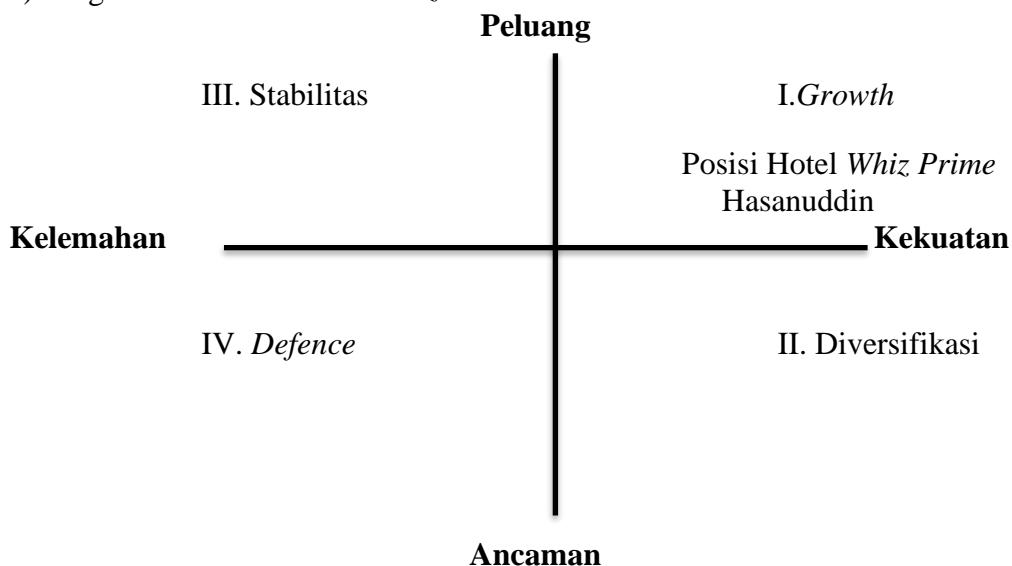 Peluang
III. Stabilitas
I.Growth
Posisi Hotel Whiz Prime
Hasanuddin
Kelemahan
Kekuatan
IV. Defence
II. Diversifikasi
Ancaman